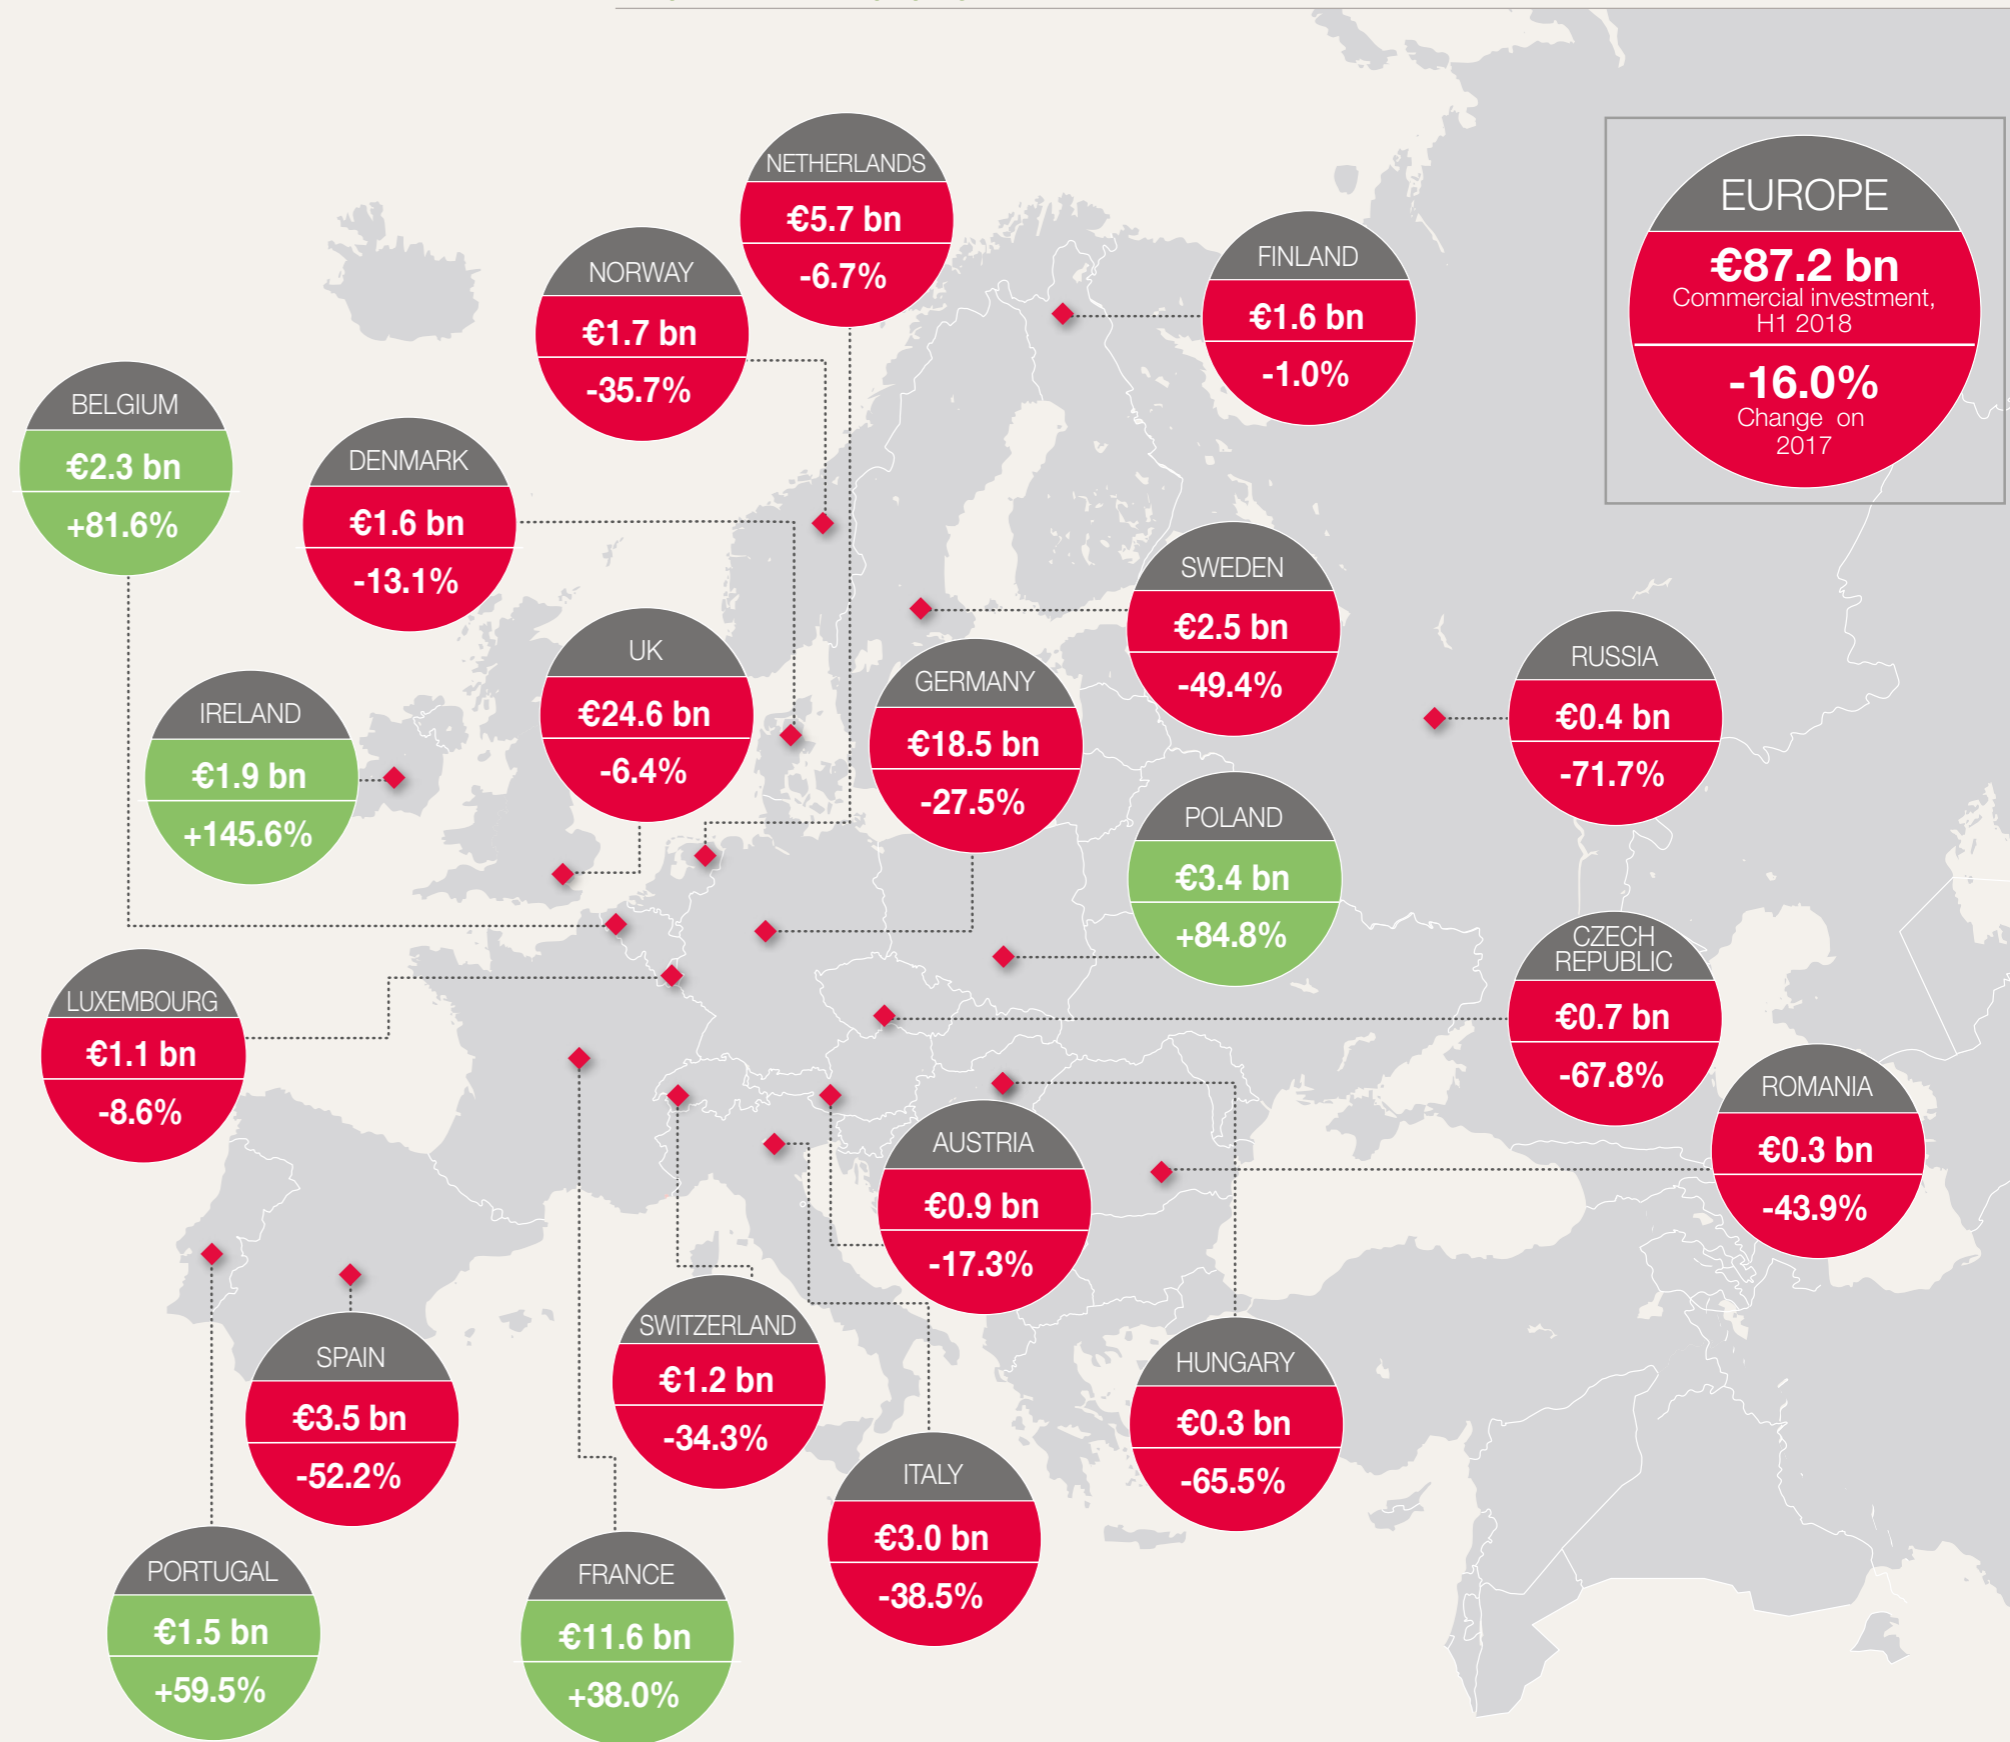 NETHERLANDS
€5.7 bn
-6.7%
EUROPE
€87.2 bn
Commercial investment,
H1 2018
-16.0%
Change on
2017
NORWAY
€1.7 bn
-35.7%
FINLAND
€1.6 bn
-1.0%
BELGIUM
€2.3 bn
+81.6%
DENMARK
€1.6 bn
-13.1%
SWEDEN
€2.5 bn
-49.4%
UK
€24.6 bn
-6.4%
GERMANY
€18.5 bn
-27.5%
RUSSIA
€0.4 bn
-71.7%
IRELAND
€1.9 bn
+145.6%
POLAND
€3.4 bn
+84.8%
CZECH
REPUBLIC
€0.7 bn
-67.8%
LUXEMBOURG
€1.1 bn
-8.6%
ROMANIA
€0.3 bn
-43.9%
AUSTRIA
€0.9 bn
-17.3%
SWITZERLAND
€1.2 bn
-34.3%
SPAIN
€3.5 bn
-52.2%
HUNGARY
€0.3 bn
-65.5%
ITALY
€3.0 bn
-38.5%
PORTUGAL
€1.5 bn
+59.5%
FRANCE
€11.6 bn
+38.0%